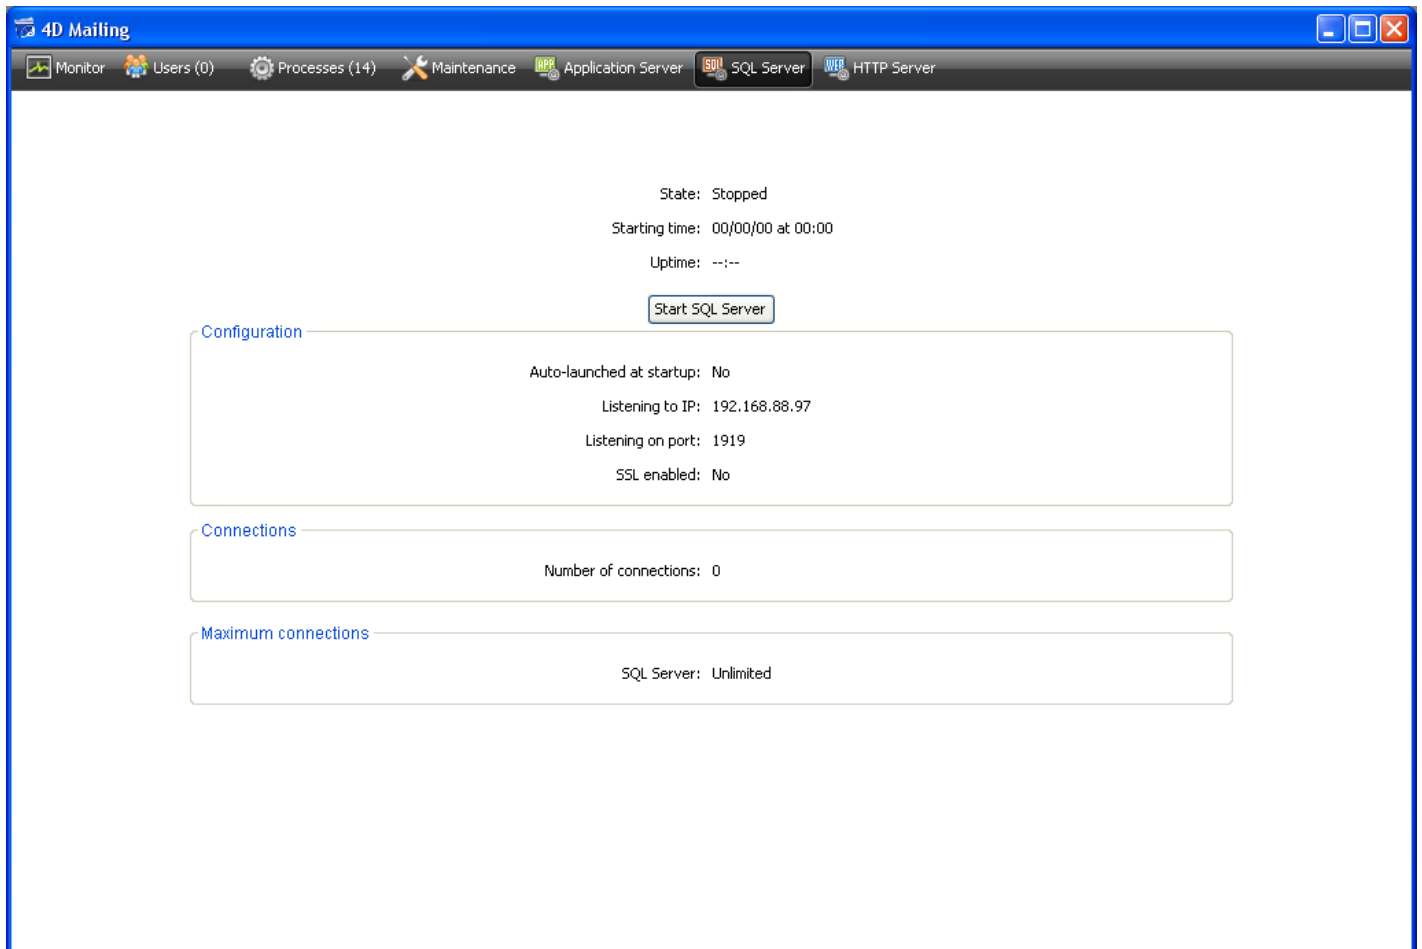 4D Mailing
Monitor Users (0) Processes (14) Maintenance APP Application Server SQL SQL Server WEB HTTP Server
State: Stopped
Starting time: 00/00/00 at 00:00
Uptime: --:--
Start SQL Server
Configuration
Auto-launched at startup: No
Listening to IP: 192.168.88.97
Listening on port: 1919
SSL enabled: No
Connections
Number of connections: 0
Maximum connections
SQL Server: Unlimited